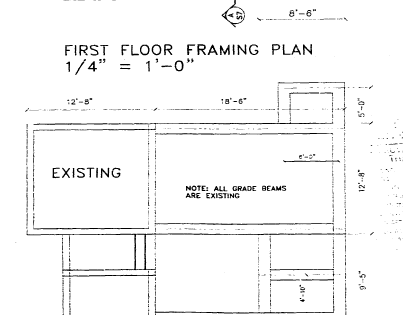 A
S7
8'-6"
FIRST FLOOR FRAMING PLAN
1/4" = 1'-0"
12'-8"
18'-6"
5'-0"
EXISTING
6'-0"
NOTE: ALL GRADE BEAMS
ARE EXISTING
12'-8"
4'-10"
9'-5"